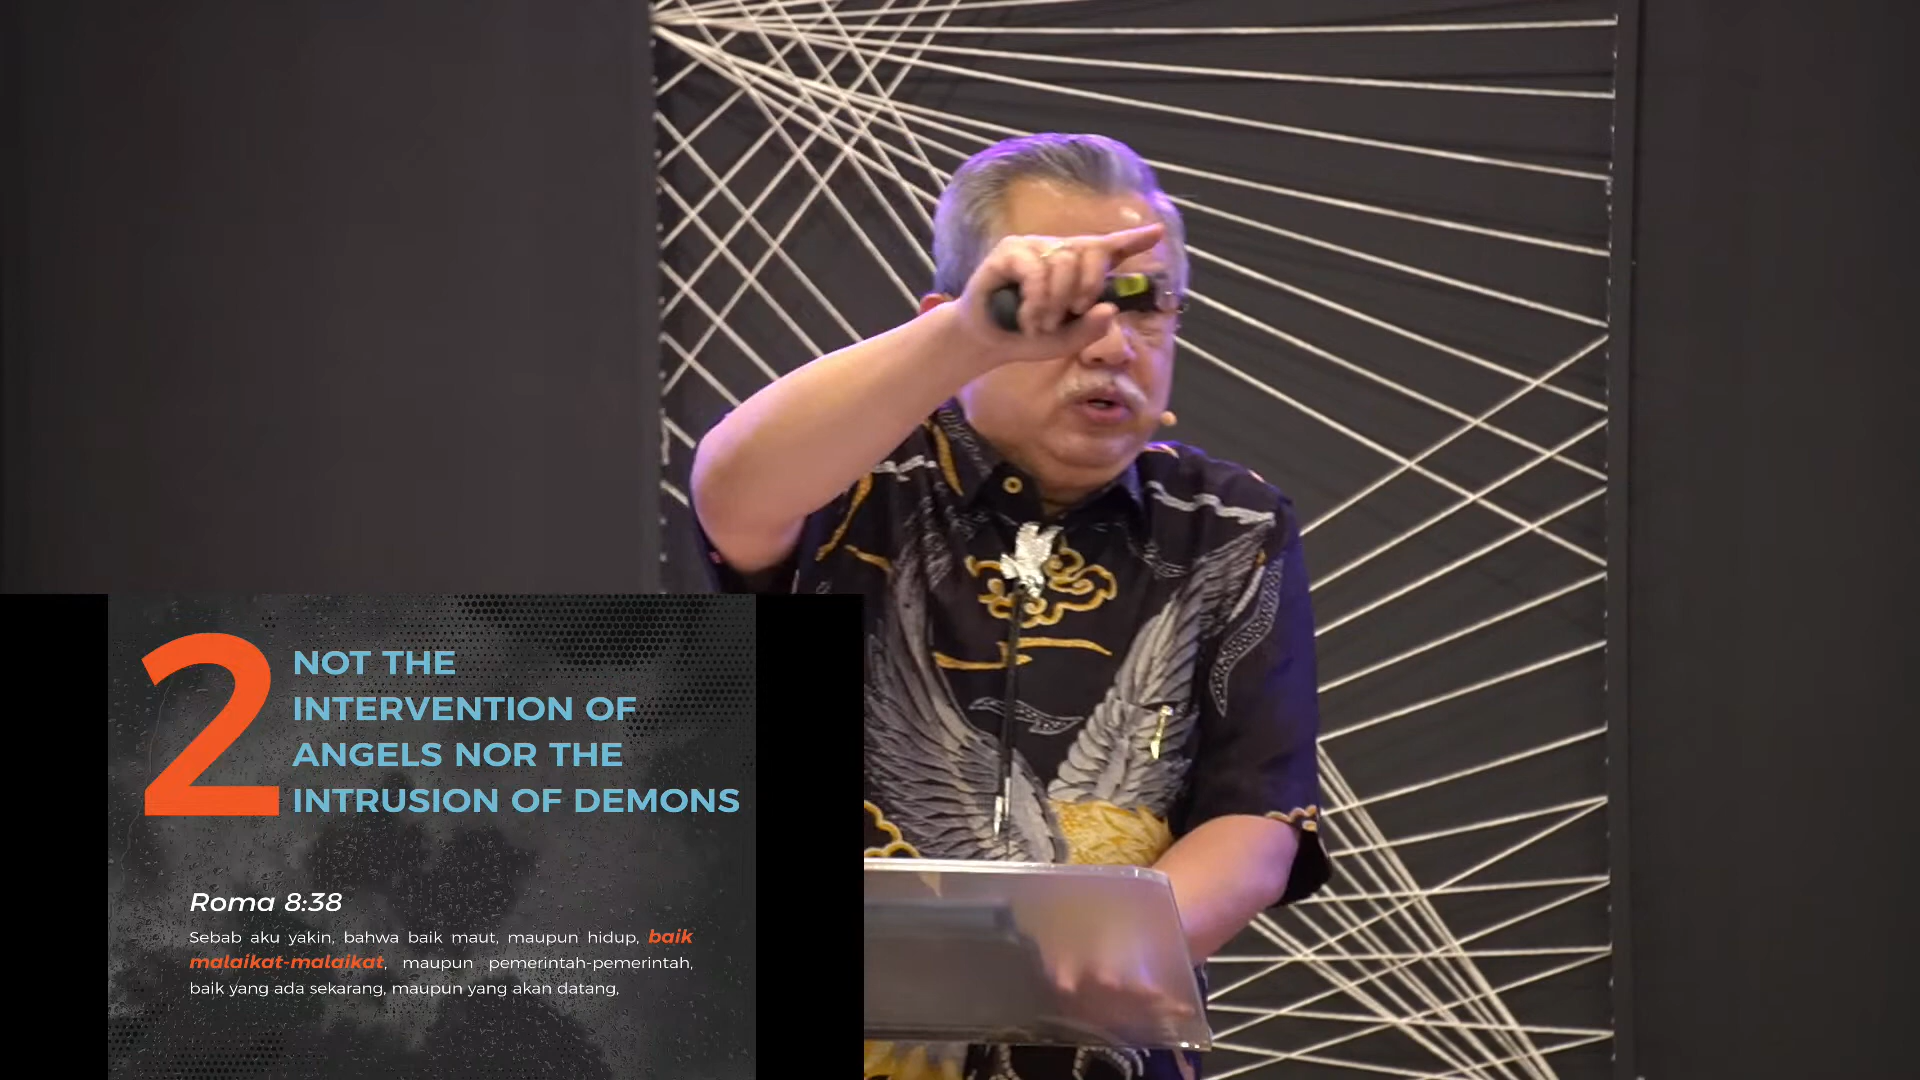 2
NOT THE
INTERVENTION OF
ANGELS NOR THE
INTRUSION OF DEMONS
Roma 8:38
Sebab aku yakin, bahwa baik maut, maupun hidup, baik
malaikat-malaikat, maupun pemerintah-pemerintah,
baik yang ada sekarang, maupun yang akan datang,